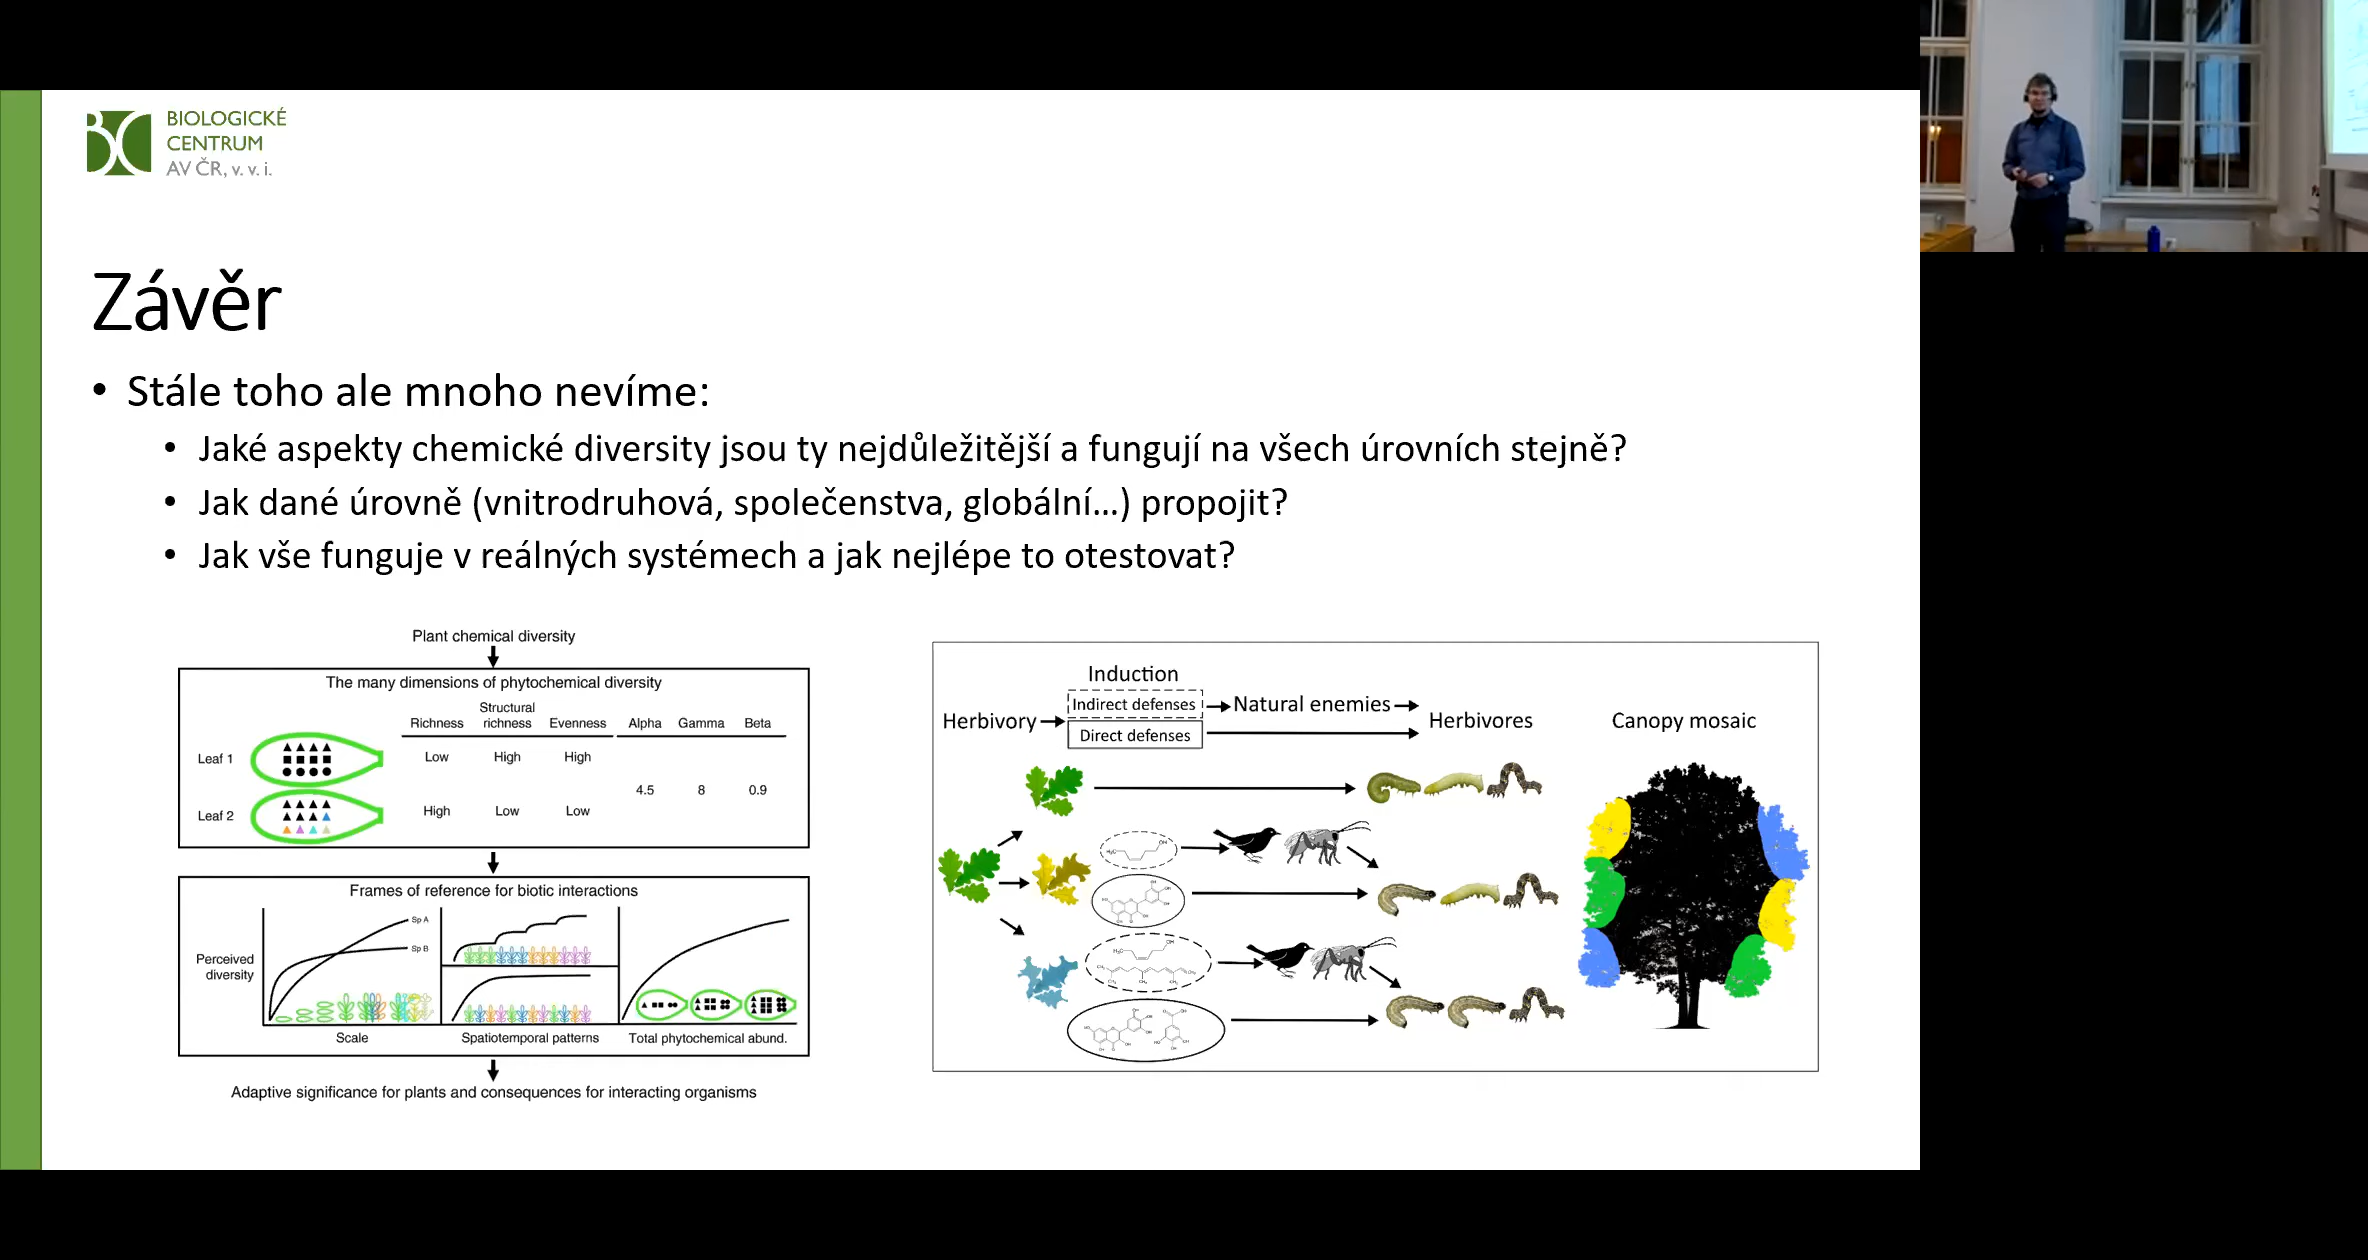 BIOLOGICKÉ
CENTRUM
AV ČR, v. v. i.
Závěr
• Stále toho ale mnoho nevíme:
• Jaké aspekty chemické diversity jsou ty nejdůležitější a fungují na všech úrovních stejně?
• Jak dané úrovně (vnitrodruhová, společenstva, globální...) propojit?
• Jak vše funguje v reálných systémech a jak nejlépe to otestovat?
Plant chemical diversity
The many dimensions of phytochemical diversity
Richness Structural richness Evenness Alpha Gamma Beta
Leaf 1 Low High High
4.5 8 0.9
Leaf 2 High Low Low
Frames of reference for biotic interactions
Sp A
Sp B
Perceived
diversity
Scale Spatiotemporal patterns Total phytochemical abund.
Adaptive significance for plants and consequences for interacting organisms
Induction
Indirect defenses
Natural enemies
Herbivory
Direct defenses
Herbivores
Canopy mosaic